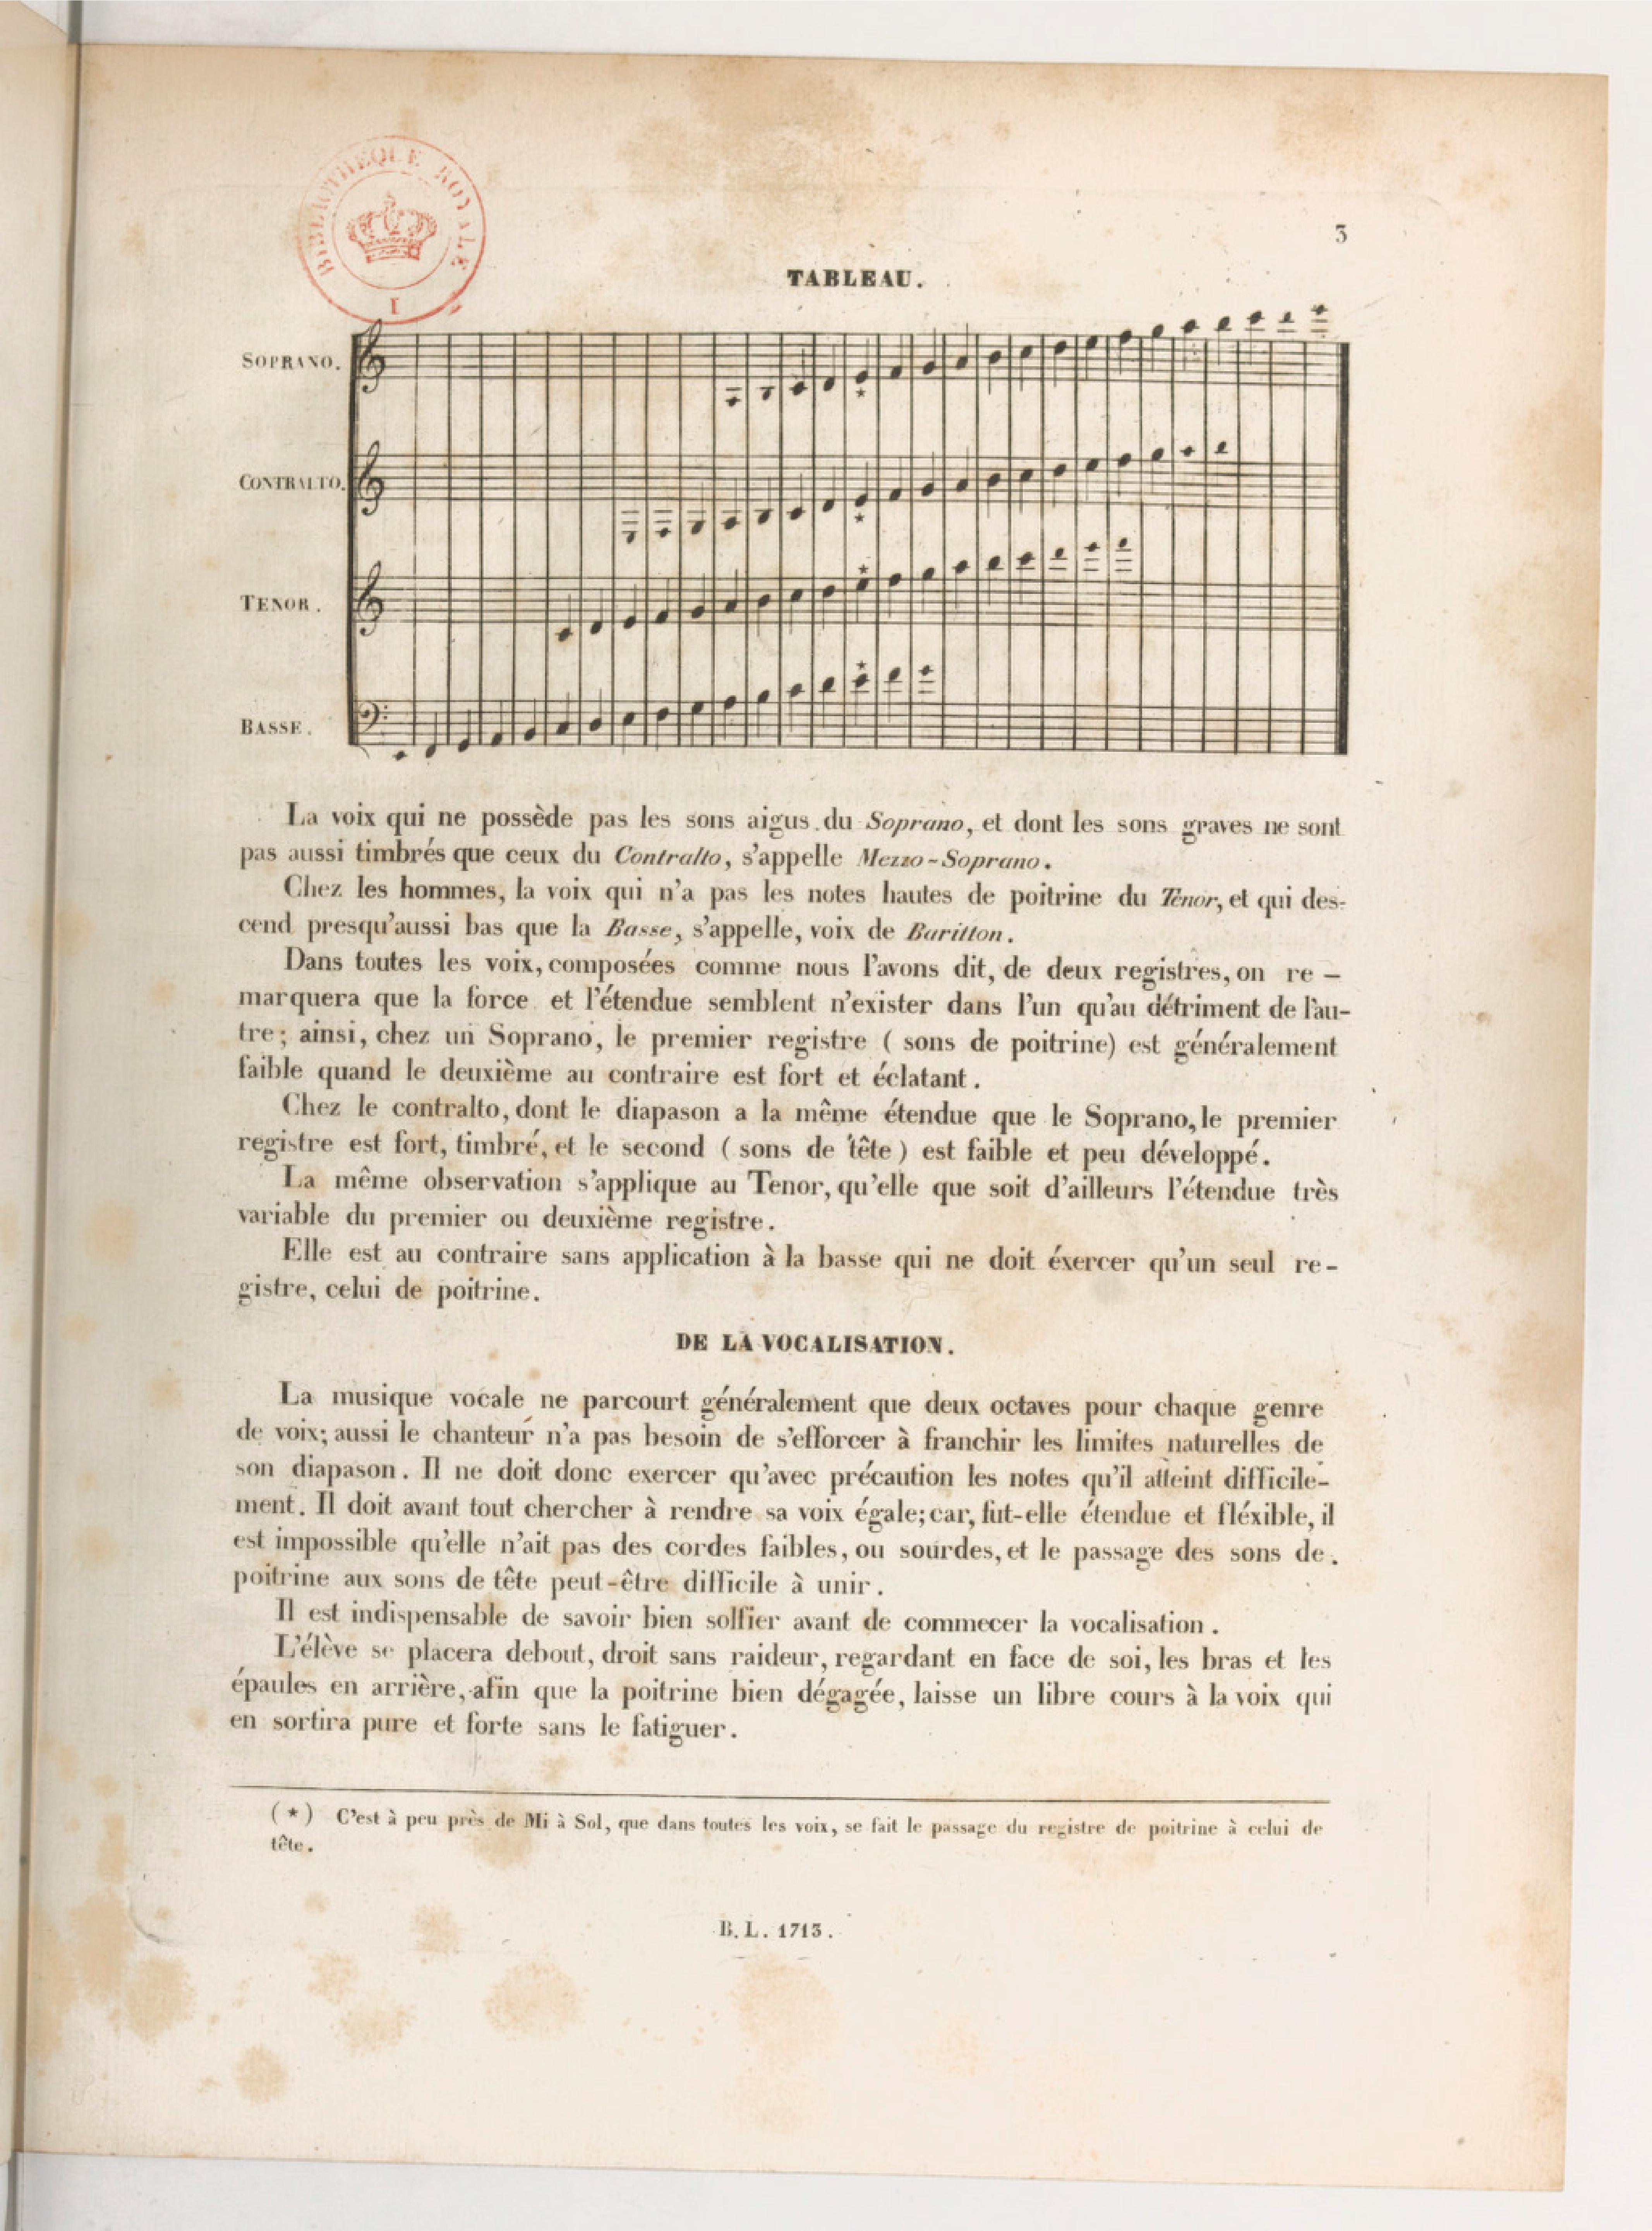 BIBLIOTHEQUE ROYALE
I
3
TABLEAU.
SOPRANO.
CONTRALTO.
TENOR.
BASSE.
La voix qui ne possède pas les sons aigus du Soprano, et dont les sons graves ne sont
pas aussi timbrés que ceux du Contralto, s'appelle Mezzo-Soprano.
Chez les hommes, la voix qui n'a pas les notes hautes de poitrine du Tenor, et qui des-
cend presqu'aussi bas que la Basse, s'appelle, voix de Baritton.
Dans toutes les voix, composées comme nous l'avons dit, de deux registres, on re-
marquera que la force et l'étendue semblent n'exister dans l'un qu'au détriment de l'au-
tre; ainsi, chez un Soprano, le premier registre (sons de poitrine) est généralement
faible quand le deuxième au contraire est fort et éclatant.
Chez le contralto, dont le diapason a la même étendue que le Soprano, le premier
registre est fort, timbré, et le second (sons de tête) est faible et peu développé.
La même observation s'applique au Tenor, qu'elle que soit d'ailleurs l'étendue très
variable du premier ou deuxième registre.
Elle est au contraire sans application à la basse qui ne doit éxercer qu'un seul re-
gistre, celui de poitrine.
DE LA VOCALISATION.
La musique vocale ne parcourt généralement que deux octaves pour chaque genre
de voix; aussi le chanteur n'a pas besoin de s'efforcer à franchir les limites naturelles de
son diapason. Il ne doit donc exercer qu'avec précaution les notes qu'il atteint difficile-
ment. Il doit avant tout chercher à rendre sa voix égale; car, fut-elle étendue et fléxible, il
est impossible qu'elle n'ait pas des cordes faibles, ou sourdes, et le passage des sons de
poitrine aux sons de tête peut-être difficile à unir.
Il est indispensable de savoir bien solfier avant de commecer la vocalisation.
L'élève se placera debout, droit sans raideur, regardant en face de soi, les bras et les
épaules en arrière, afin que la poitrine bien dégagée, laisse un libre cours à la voix qui
en sortira pure et forte sans le fatiguer.
(*) C'est à peu près de Mi à Sol, que dans toutes les voix, se fait le passage du registre de poitrine à celui de
tête.
B.L. 1713.